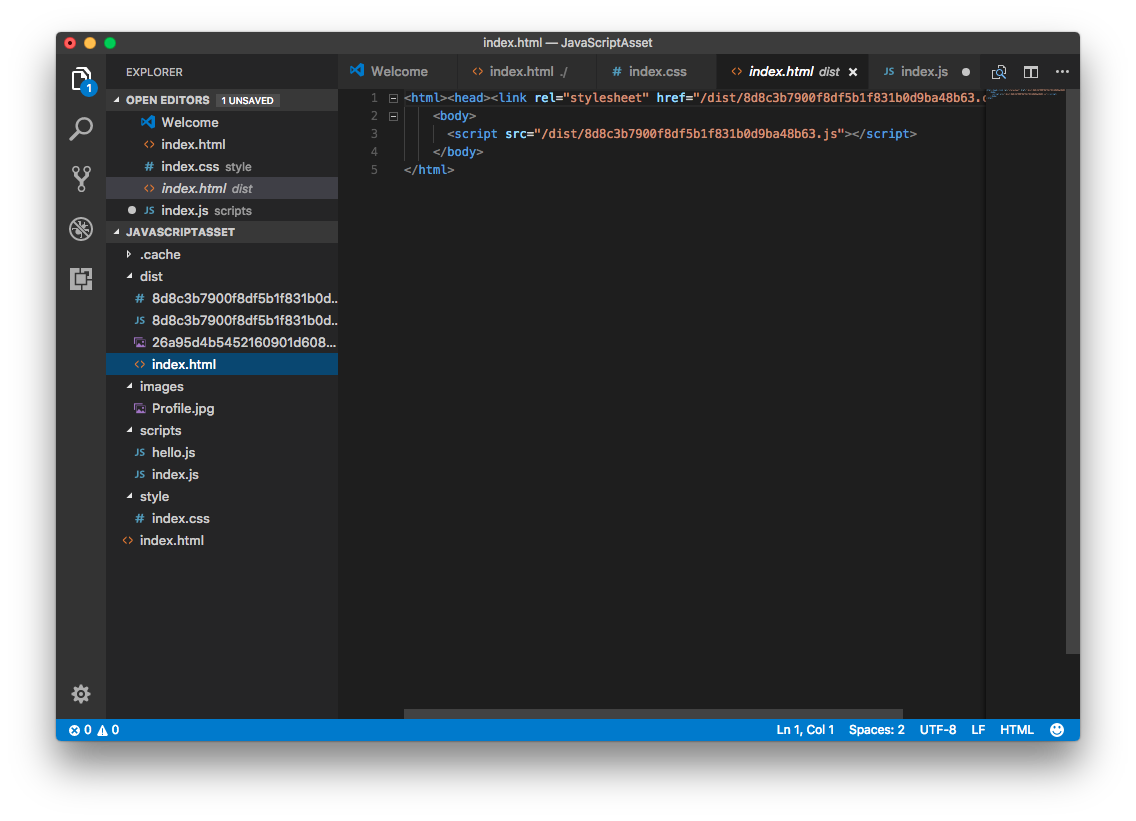 index.html — JavaScriptAsset
EXPLORER
OPEN EDITORS 1 UNSAVED
Welcome
<> index.html
# index.css style
<> index.html dist
JS index.js scripts
JAVASCRIPTASSET
.cache
dist
# 8d8c3b7900f8df5b1f831b0d...
JS 8d8c3b7900f8df5b1f831b0d...
26a95d4b5452160901d608...
<> index.html
images
Profile.jpg
scripts
JS hello.js
JS index.js
style
# index.css
<> index.html
1
Welcome
<> index.html ./
# index.css
<> index.html dist ×
JS index.js
1 <html><head><link rel="stylesheet" href="/dist/8d8c3b7900f8df5b1f831b0d9ba48b63.c
2 <body>
3 <script src="/dist/8d8c3b7900f8df5b1f831b0d9ba48b63.js"></script>
4 </body>
5 </html>
0 0
Ln 1, Col 1 Spaces: 2 UTF-8 LF HTML